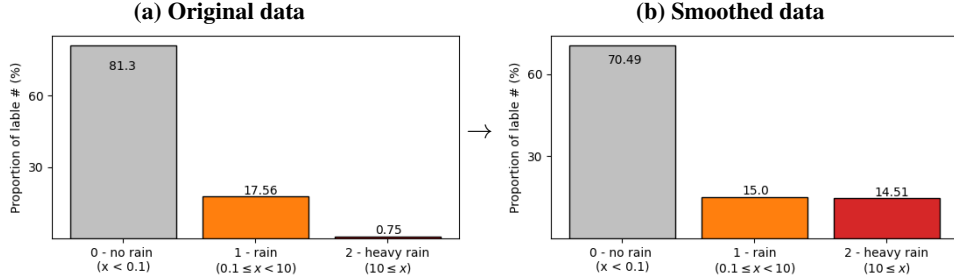 (a) Original data
Proportion of lable # (%)
60
30
81.3
17.56
0.75
0 - no rain
(x < 0.1)
1 - rain
(0.1 ≤ x < 10)
2 - heavy rain
(10 ≤ x)
→
(b) Smoothed data
Proportion of lable # (%)
60
30
70.49
15.0
14.51
0 - no rain
(x < 0.1)
1 - rain
(0.1 ≤ x < 10)
2 - heavy rain
(10 ≤ x)